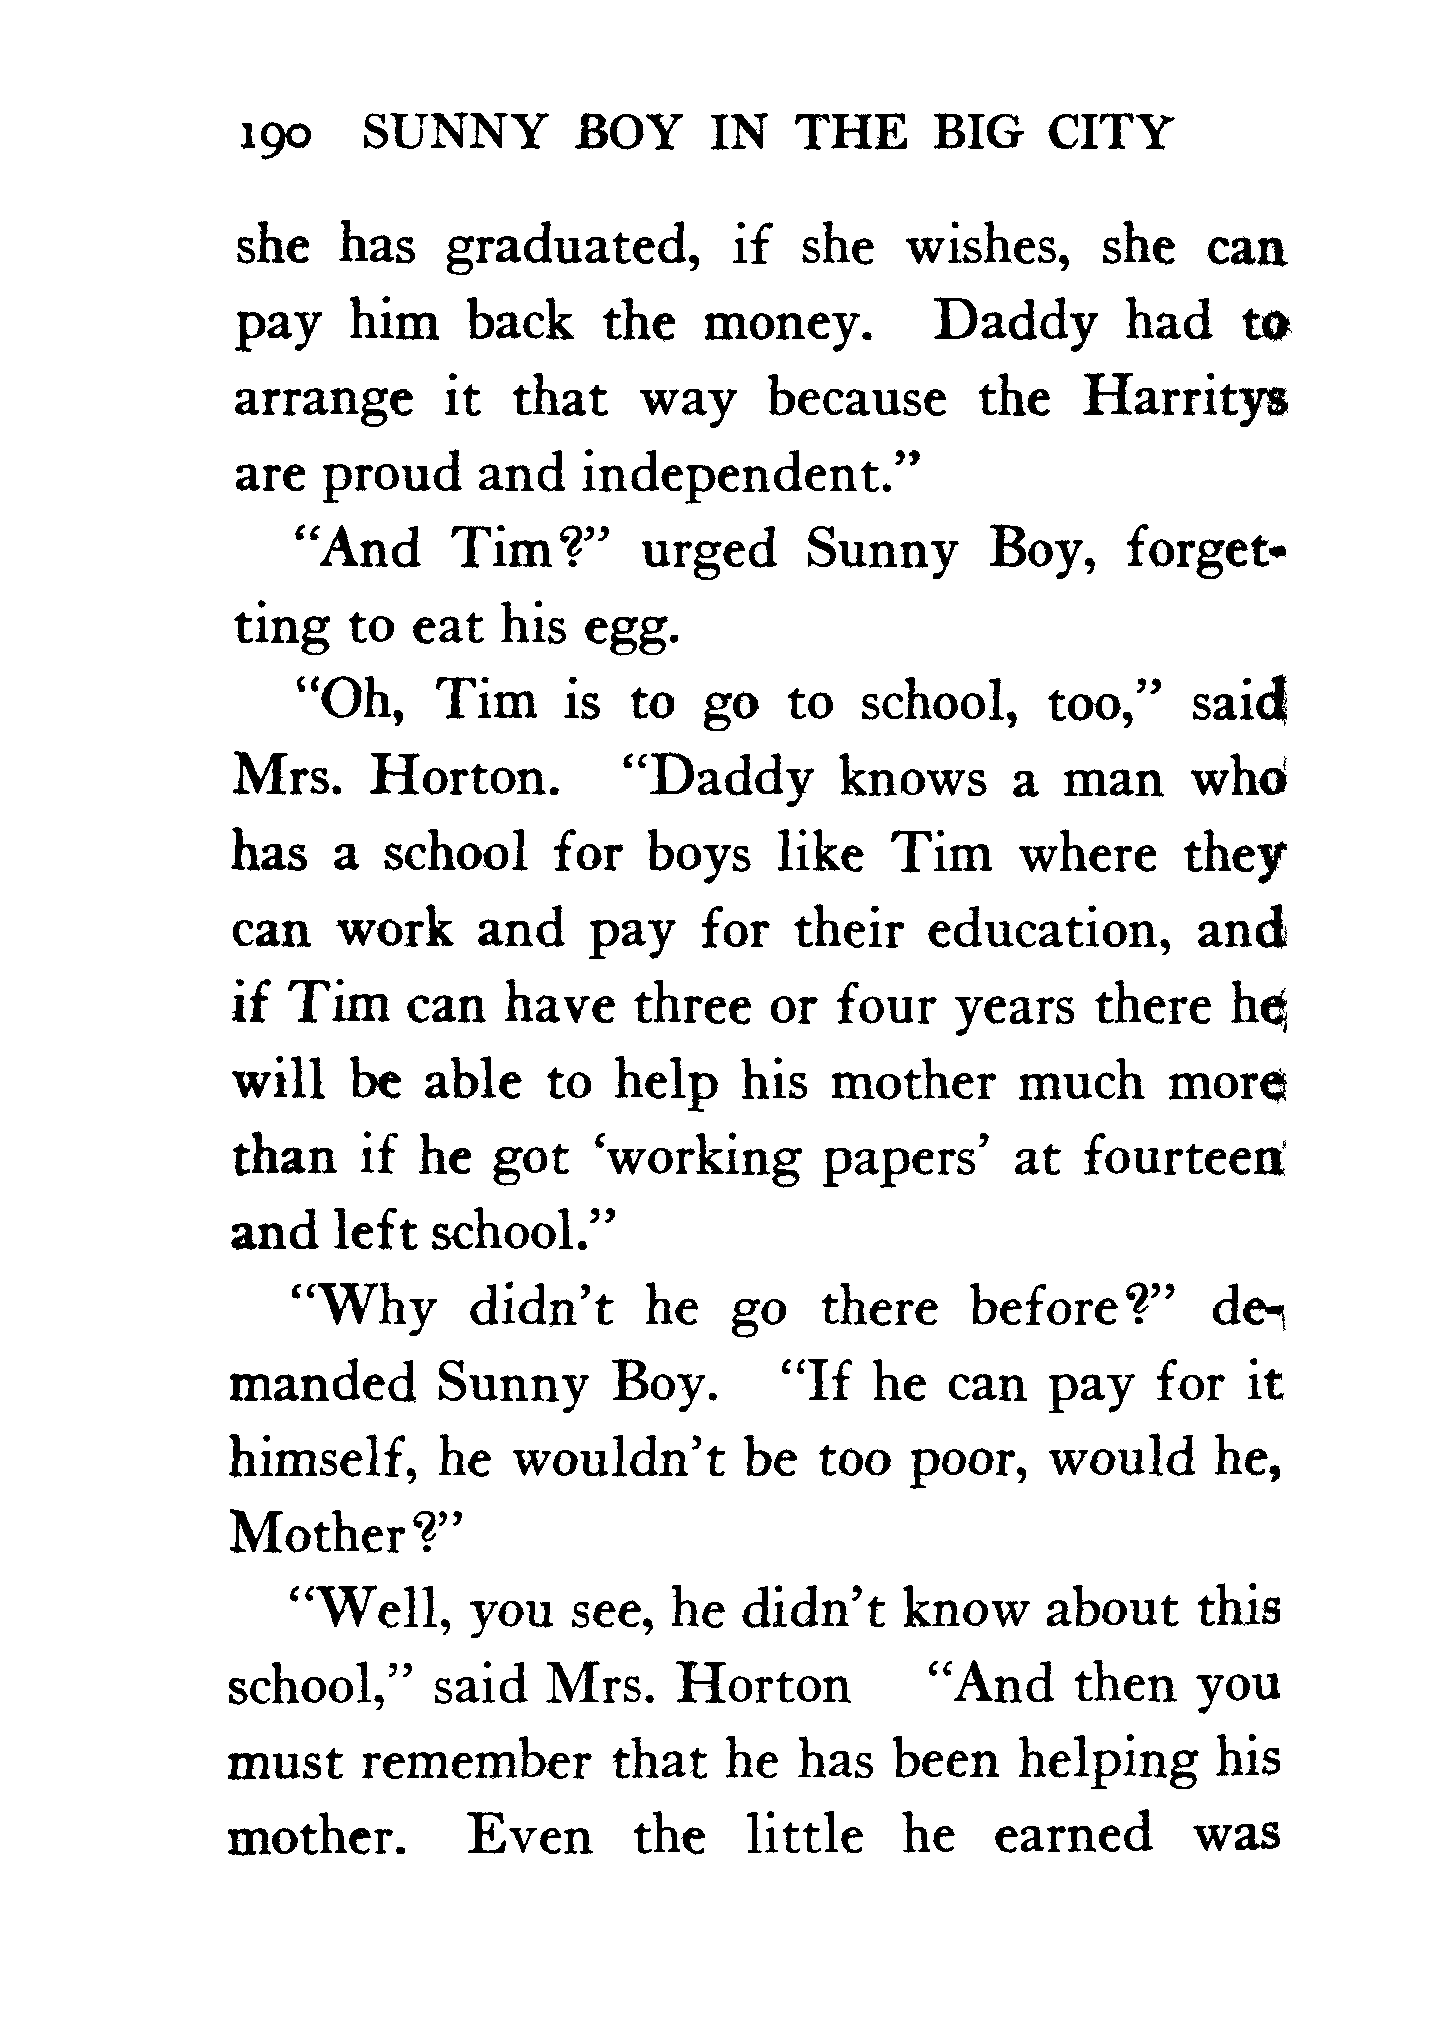 190 SUNNY BOY IN THE BIG CITY
she has graduated, if she wishes, she can
pay him back the money. Daddy had to
arrange it that way because the Harritys
are proud and independent.”
“And Tim?” urged Sunny Boy, forget-
ting to eat his egg.
“Oh, Tim is to go to school, too,” said
Mrs. Horton. “Daddy knows a man who
has a school for boys like Tim where they
can work and pay for their education, and
if Tim can have three or four years there he
will be able to help his mother much more
than if he got ‘working papers’ at fourteen
and left school.”
“Why didn’t he go there before?” de-
manded Sunny Boy. “If he can pay for it
himself, he wouldn’t be too poor, would he,
Mother?”
“Well, you see, he didn’t know about this
school,” said Mrs. Horton “And then you
must remember that he has been helping his
mother. Even the little he earned was